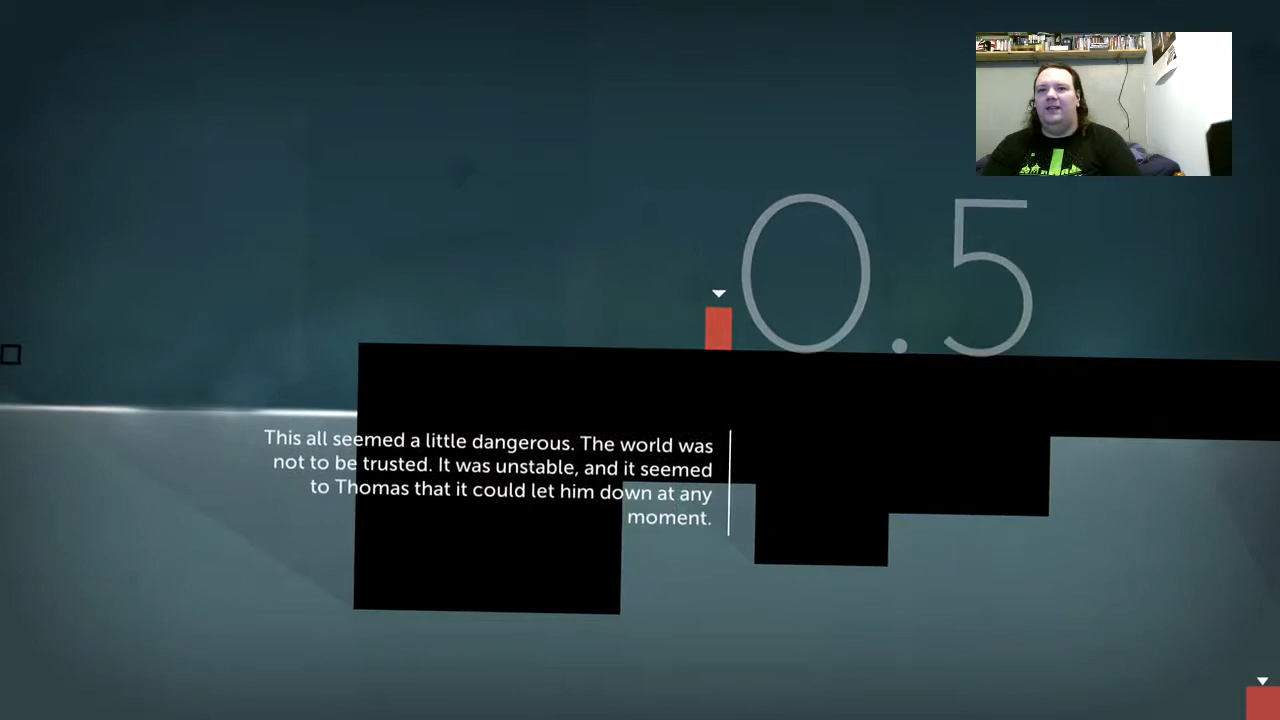 0.5
This all seemed a little dangerous. The world was
not to be trusted. It was unstable, and it seemed
to Thomas that it could let him down at any
moment.